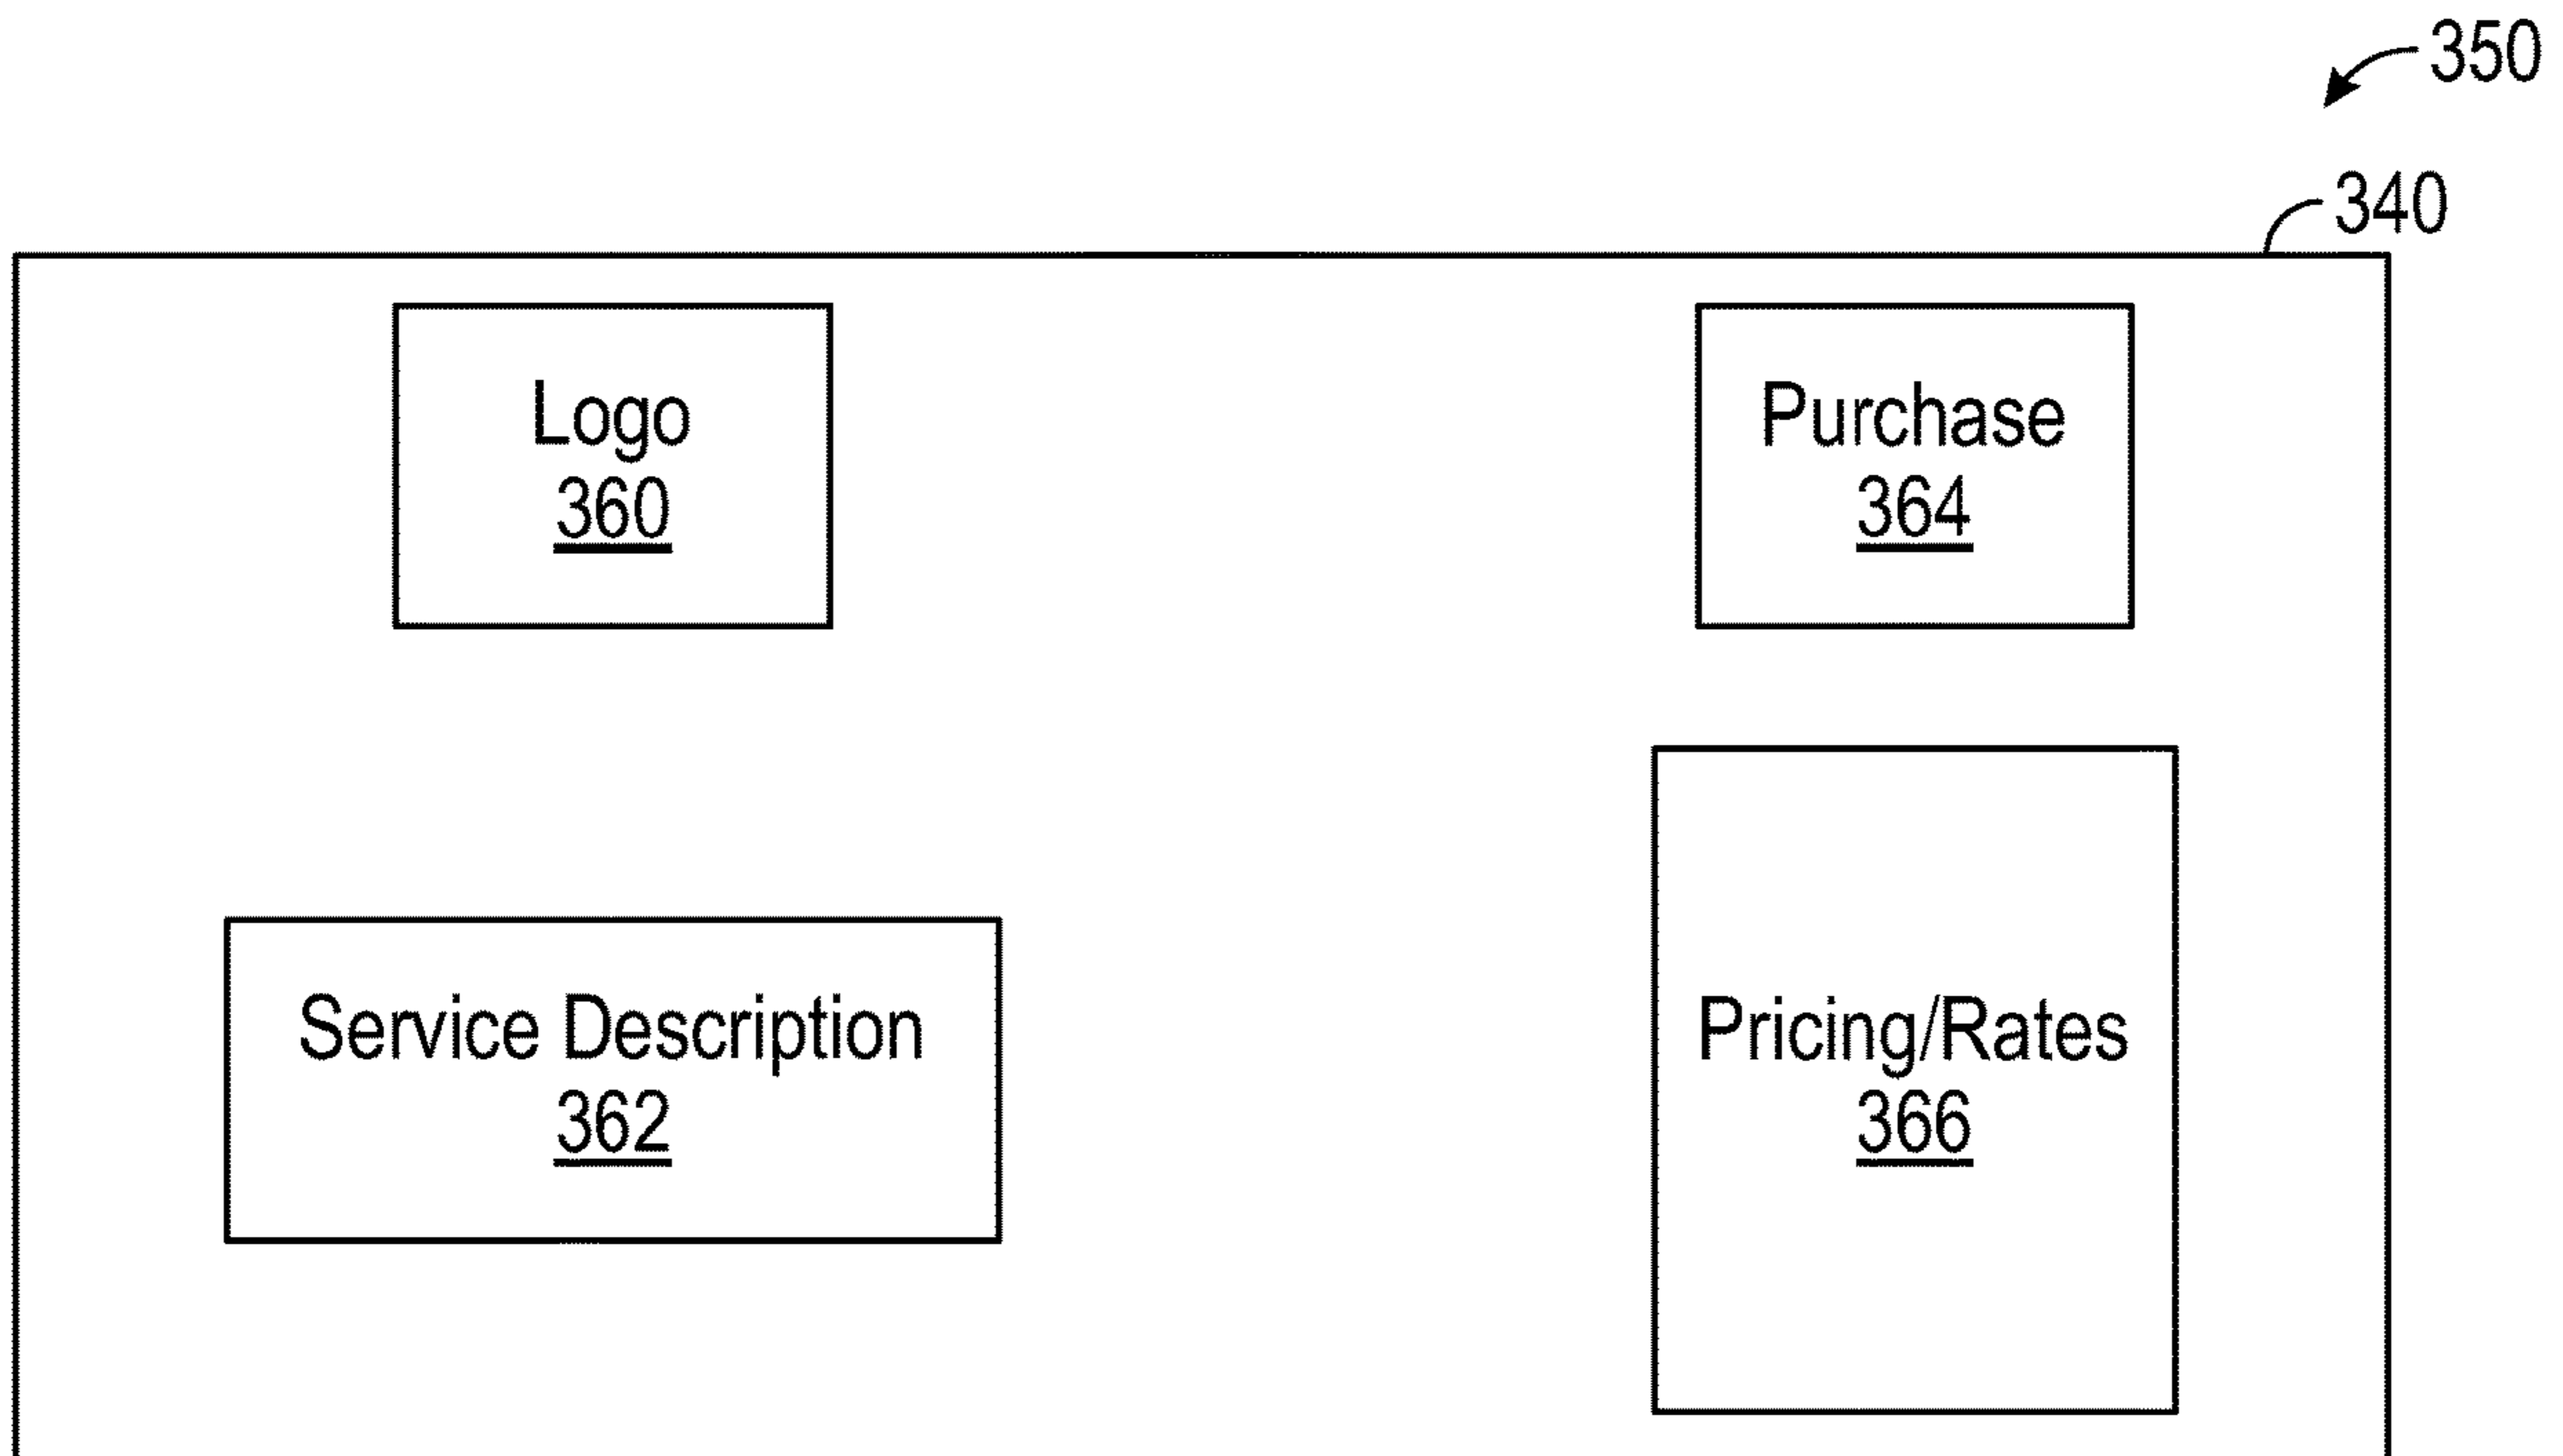 350
340
Logo
360
Purchase
364
Service Description
362
Pricing/Rates
366